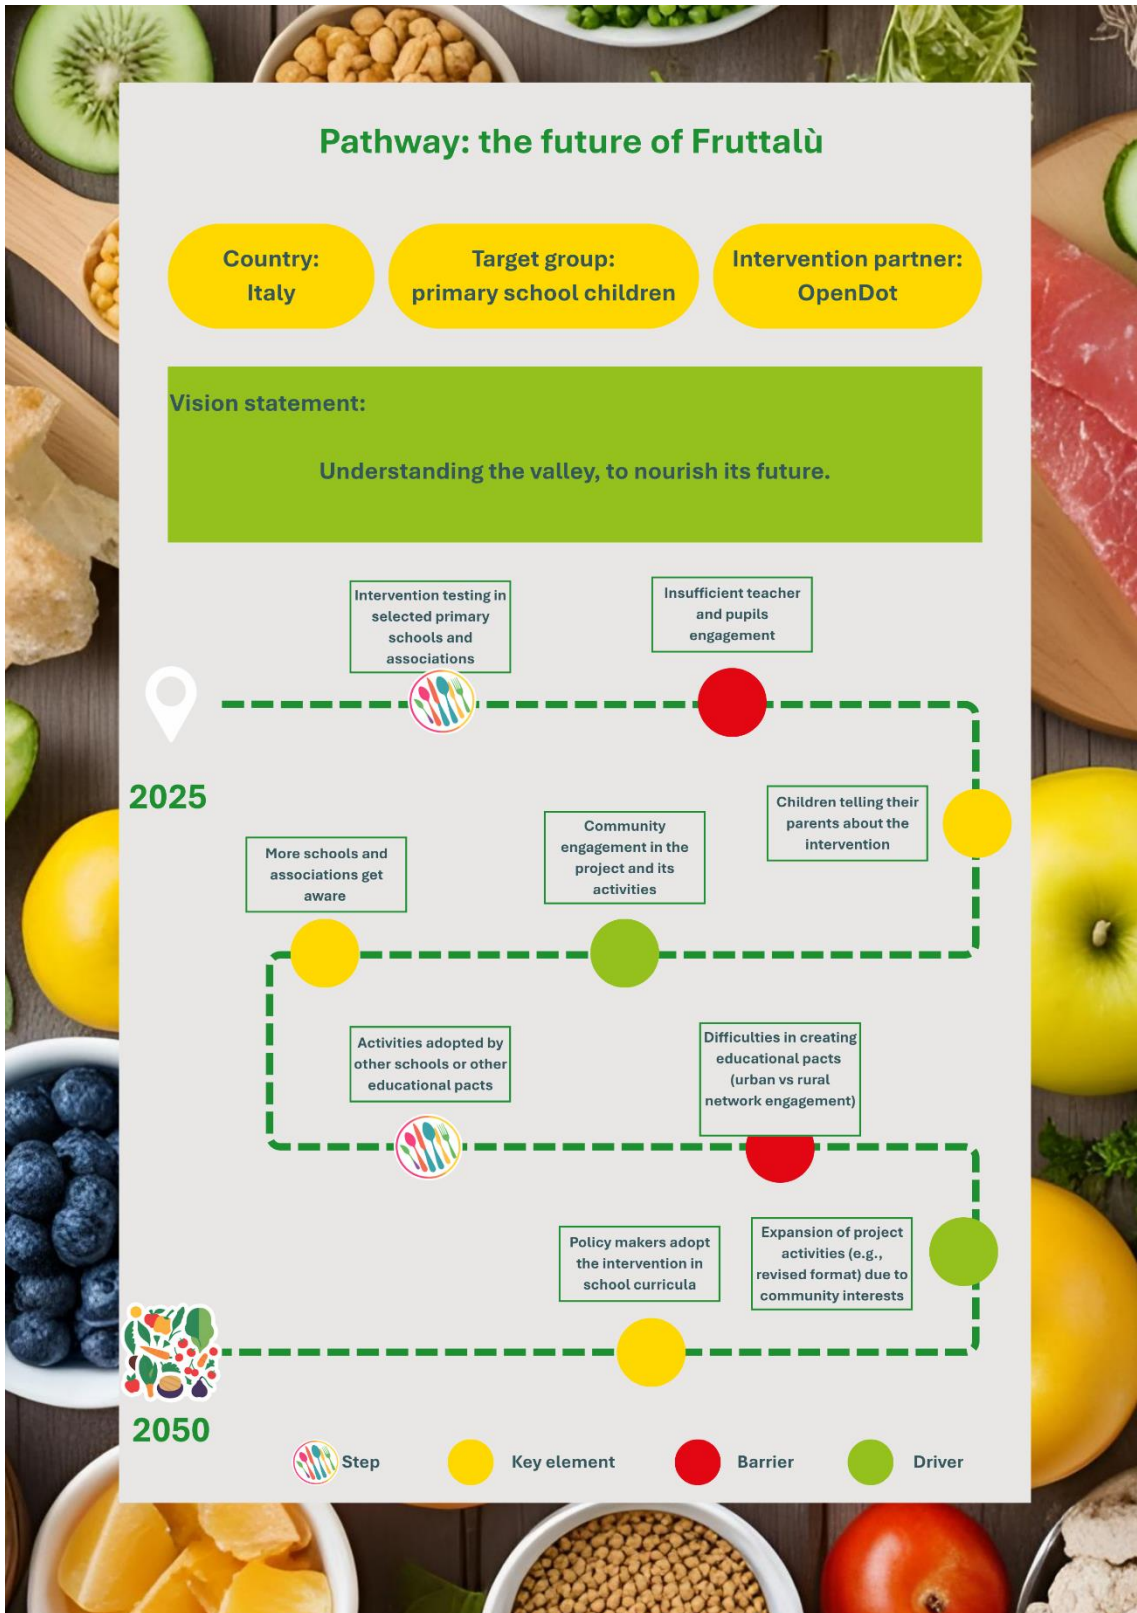 Pathway: the future of Fruttalù
Country:
Italy
Target group:
primary school children
Intervention partner:
OpenDot
Vision statement:
Understanding the valley, to nourish its future.
Intervention testing in
selected primary
schools and
associations
Insufficient teacher
and pupils
engagement
2025
Children telling their
parents about the
intervention
Community
engagement in the
project and its
activities
More schools and
associations get
aware
Activities adopted by
other schools or other
educational pacts
Difficulties in creating
educational pacts
(urban vs rural
network engagement)
Expansion of project
activities (e.g.,
revised format) due to
community interests
Policy makers adopt
the intervention in
school curricula
2050
Step
Key element
Barrier
Driver